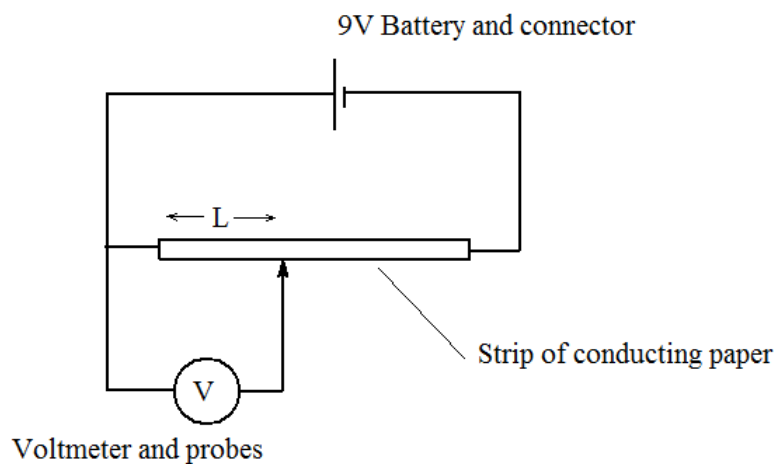 9V Battery and connector
L
Strip of conducting paper
V
Voltmeter and probes